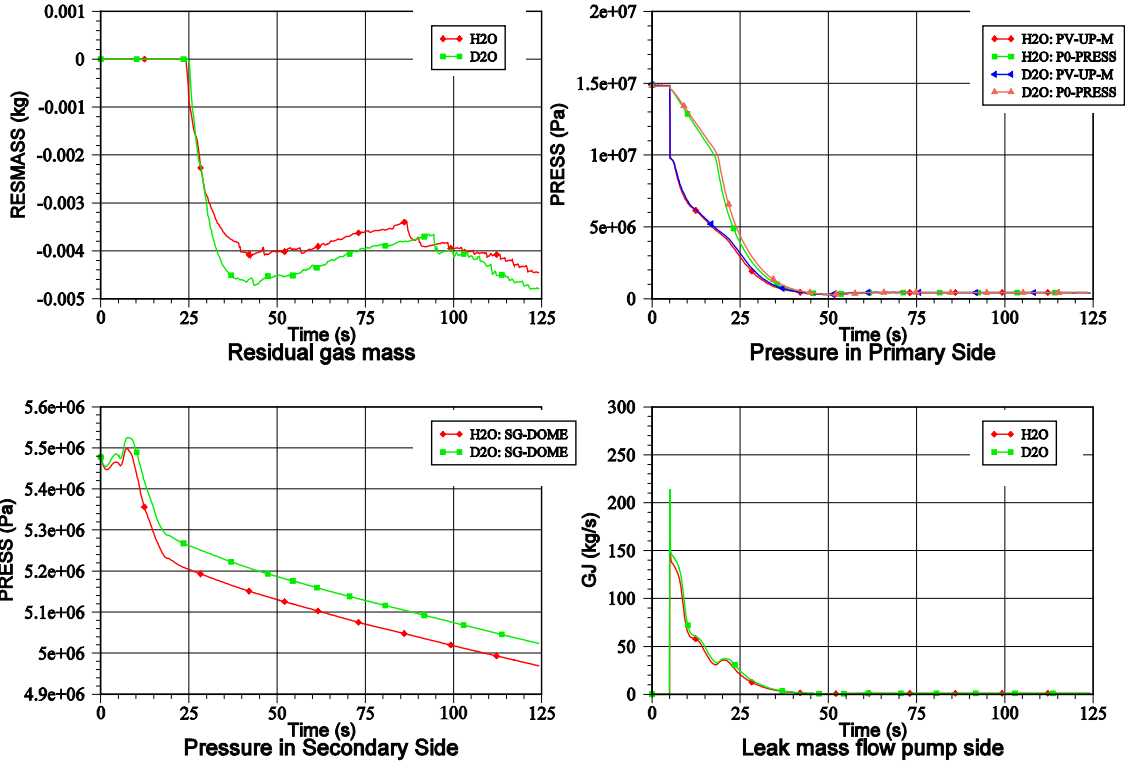 0.001
0
-0.001
-0.002
-0.003
-0.004
-0.005
RESMASS (kg)
H2O
D2O
0 25 50 75 100 125
Time (s)
Residual gas mass
2e+07
1.5e+07
1e+07
5e+06
0
PRESS (Pa)
H2O: PV-UP-M
H2O: P0-PRESS
D2O: PV-UP-M
D2O: P0-PRESS
0 25 50 75 100 125
Time (s)
Pressure in Primary Side
5.6e+06
5.5e+06
5.4e+06
5.3e+06
5.2e+06
5.1e+06
5e+06
4.9e+06
PRESS (Pa)
H2O: SG-DOME
D2O: SG-DOME
0 25 50 75 100 125
Time (s)
Pressure in Secondary Side
300
250
200
150
100
50
0
GJ (kg/s)
H2O
D2O
0 25 50 75 100 125
Time (s)
Leak mass flow pump side